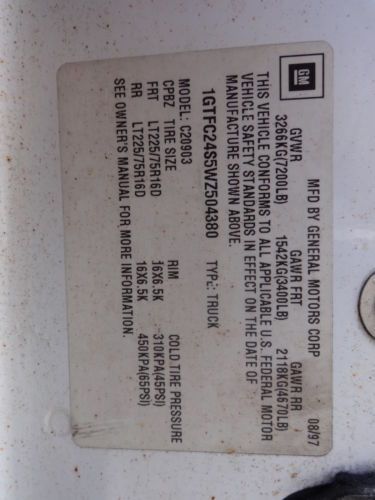 GM
MFD BY GENERAL MOTORS CORP 08/97
GVWR GAWR FRT GAWR RR
3266KG(7200LB) 1542KG(3400LB) 2118KG(4670LB)
THIS VEHICLE CONFORMS TO ALL APPLICABLE U.S. FEDERAL MOTOR
VEHICLE SAFETY STANDARDS IN EFFECT ON THE DATE OF
MANUFACTURE SHOWN ABOVE.
1GTFC24S5WZ504380 TYPE: TRUCK
MODEL: C20903
CPBZ TIRE SIZE RIM COLD TIRE PRESSURE
FRT LT225/75R16D 16X6.5K 310KPA(45PSI)
RR LT225/75R16D 16X6.5K 450KPA(65PSI)
SEE OWNER'S MANUAL FOR MORE INFORMATION.